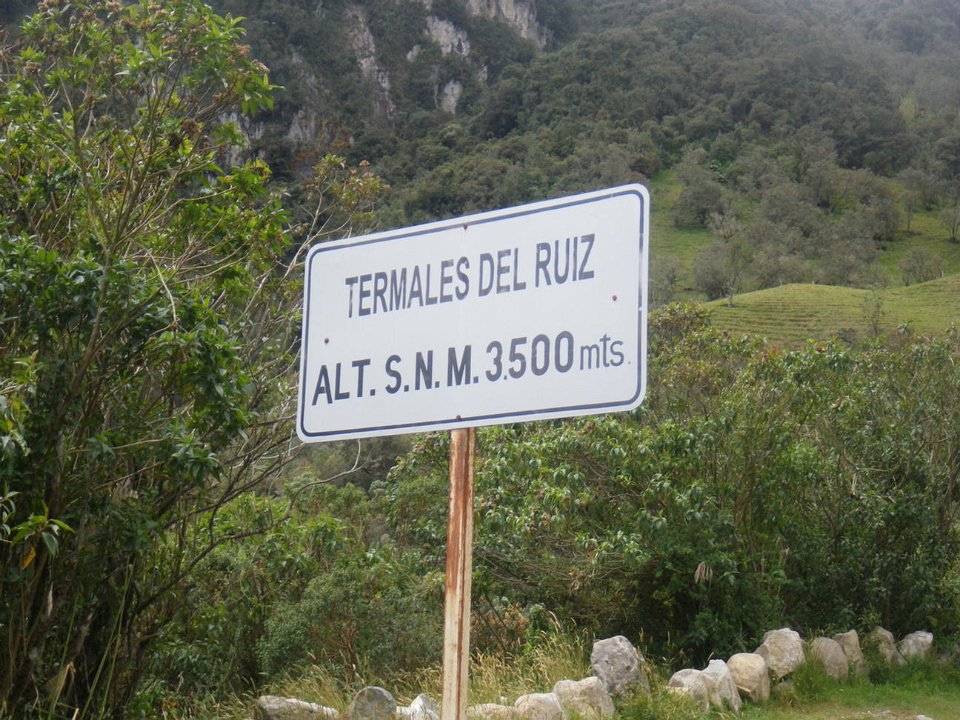 TERMALES DEL RUIZ
ALT. S.N.M. 3.500 mts.